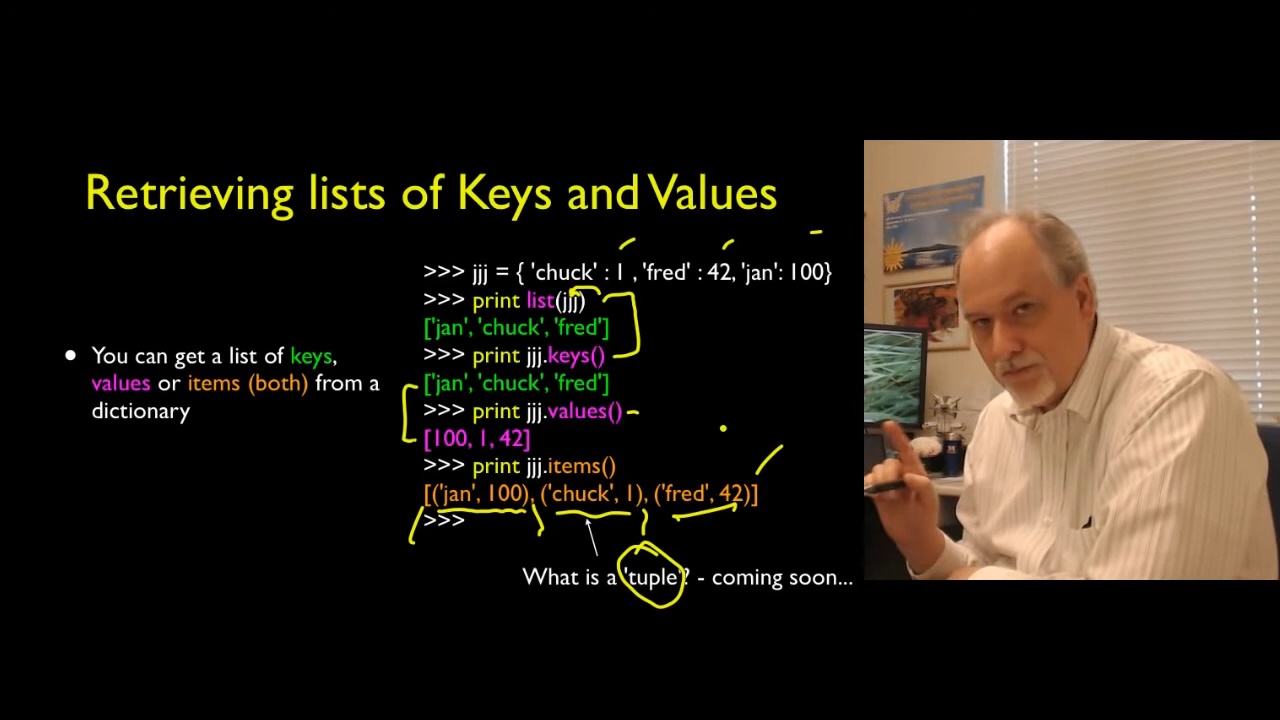 Retrieving lists of Keys and Values
• You can get a list of keys,
values or items (both) from a
dictionary
>>> jjj = { 'chuck' : 1 , 'fred' : 42, 'jan': 100}
>>> print list(jjj)
['jan', 'chuck', 'fred']
>>> print jjj.keys()
['jan', 'chuck', 'fred']
>>> print jjj.values()
[100, 1, 42]
>>> print jjj.items()
[('jan', 100), ('chuck', 1), ('fred', 42)]
>>>
What is a 'tuple'? - coming soon...